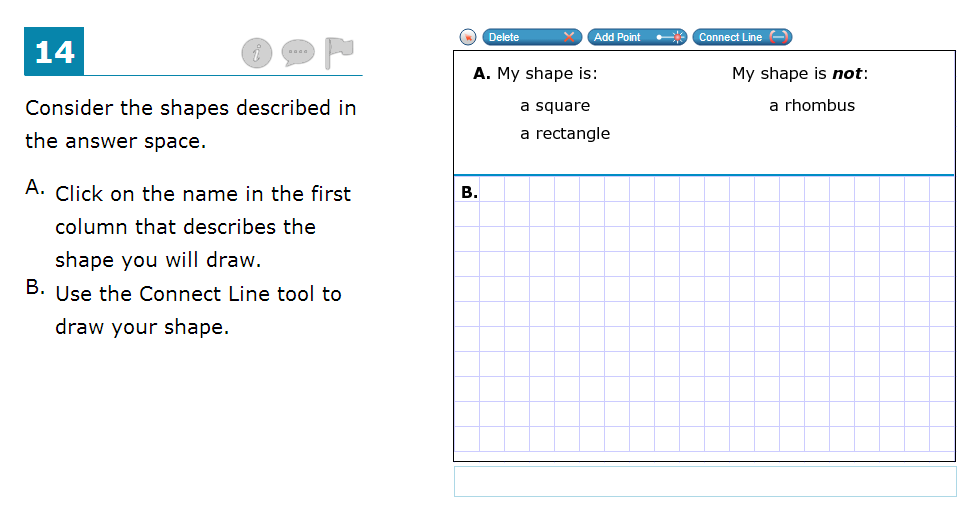 14
Consider the shapes described in
the answer space.
A. Click on the name in the first
column that describes the
shape you will draw.
B. Use the Connect Line tool to
draw your shape.
Delete Add Point Connect Line
A. My shape is: My shape is not:
a square a rhombus
a rectangle
B.